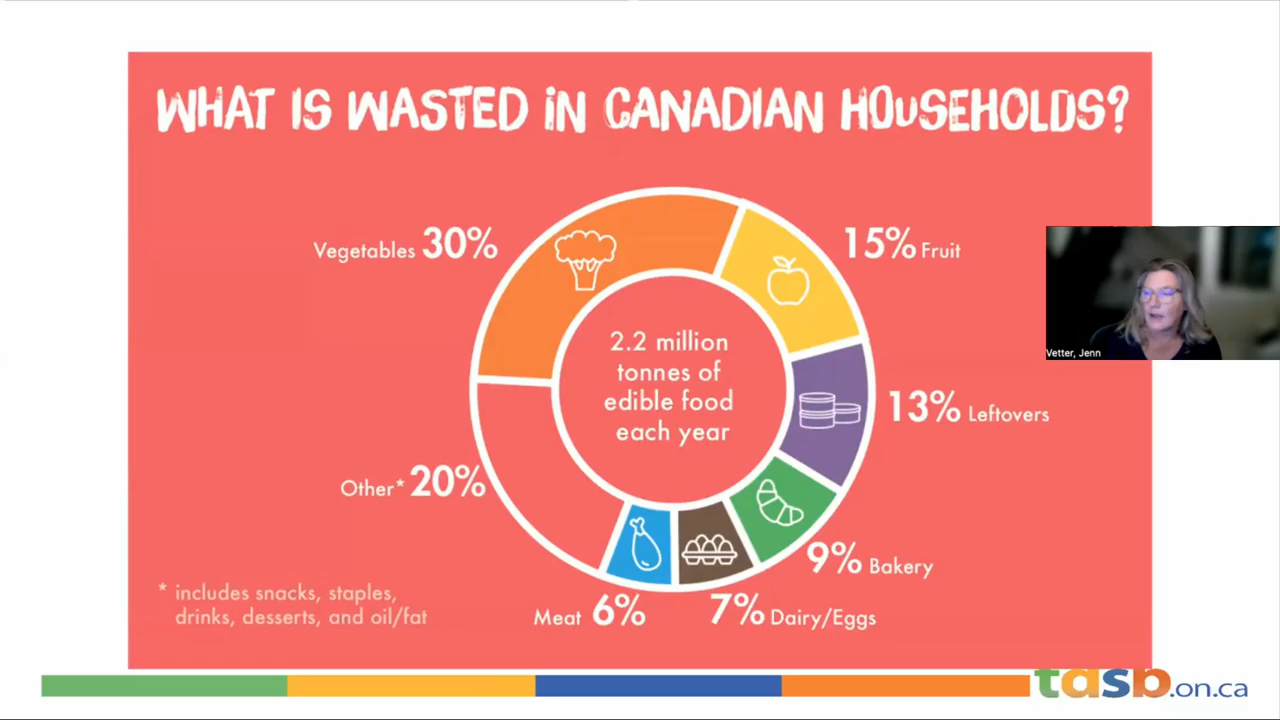 WHAT IS WASTED IN CANADIAN HOUSEHOLDS?
Vegetables 30%
15% Fruit
2.2 million
tonnes of
edible food
each year
Vetter, Jenn
13% Leftovers
Other* 20%
9% Bakery
* includes snacks, staples,
drinks, desserts, and oil/fat
Meat 6%
7% Dairy/Eggs
tdsb.on.ca